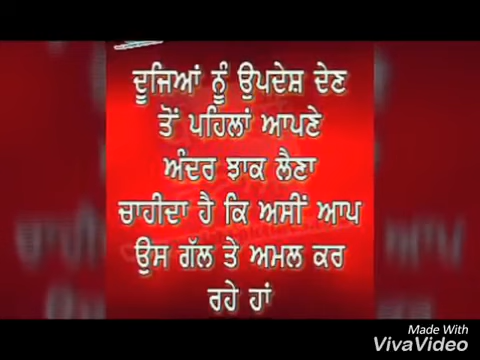 ਦੂਜਿਆਂ ਨੂੰ ਉਪਦੇਸ਼ ਦੇਣ
ਤੋਂ ਪਹਿਲਾਂ ਆਪਣੇ
ਅੰਦਰ ਝਾਕ ਲੈਣਾ
ਚਾਹੀਦਾ ਹੈ ਕਿ ਅਸੀਂ ਆਪ
ਉਸ ਗੱਲ ਤੇ ਅਮਲ ਕਰ
ਰਹੇ ਹਾਂ
Made With
VivaVideo